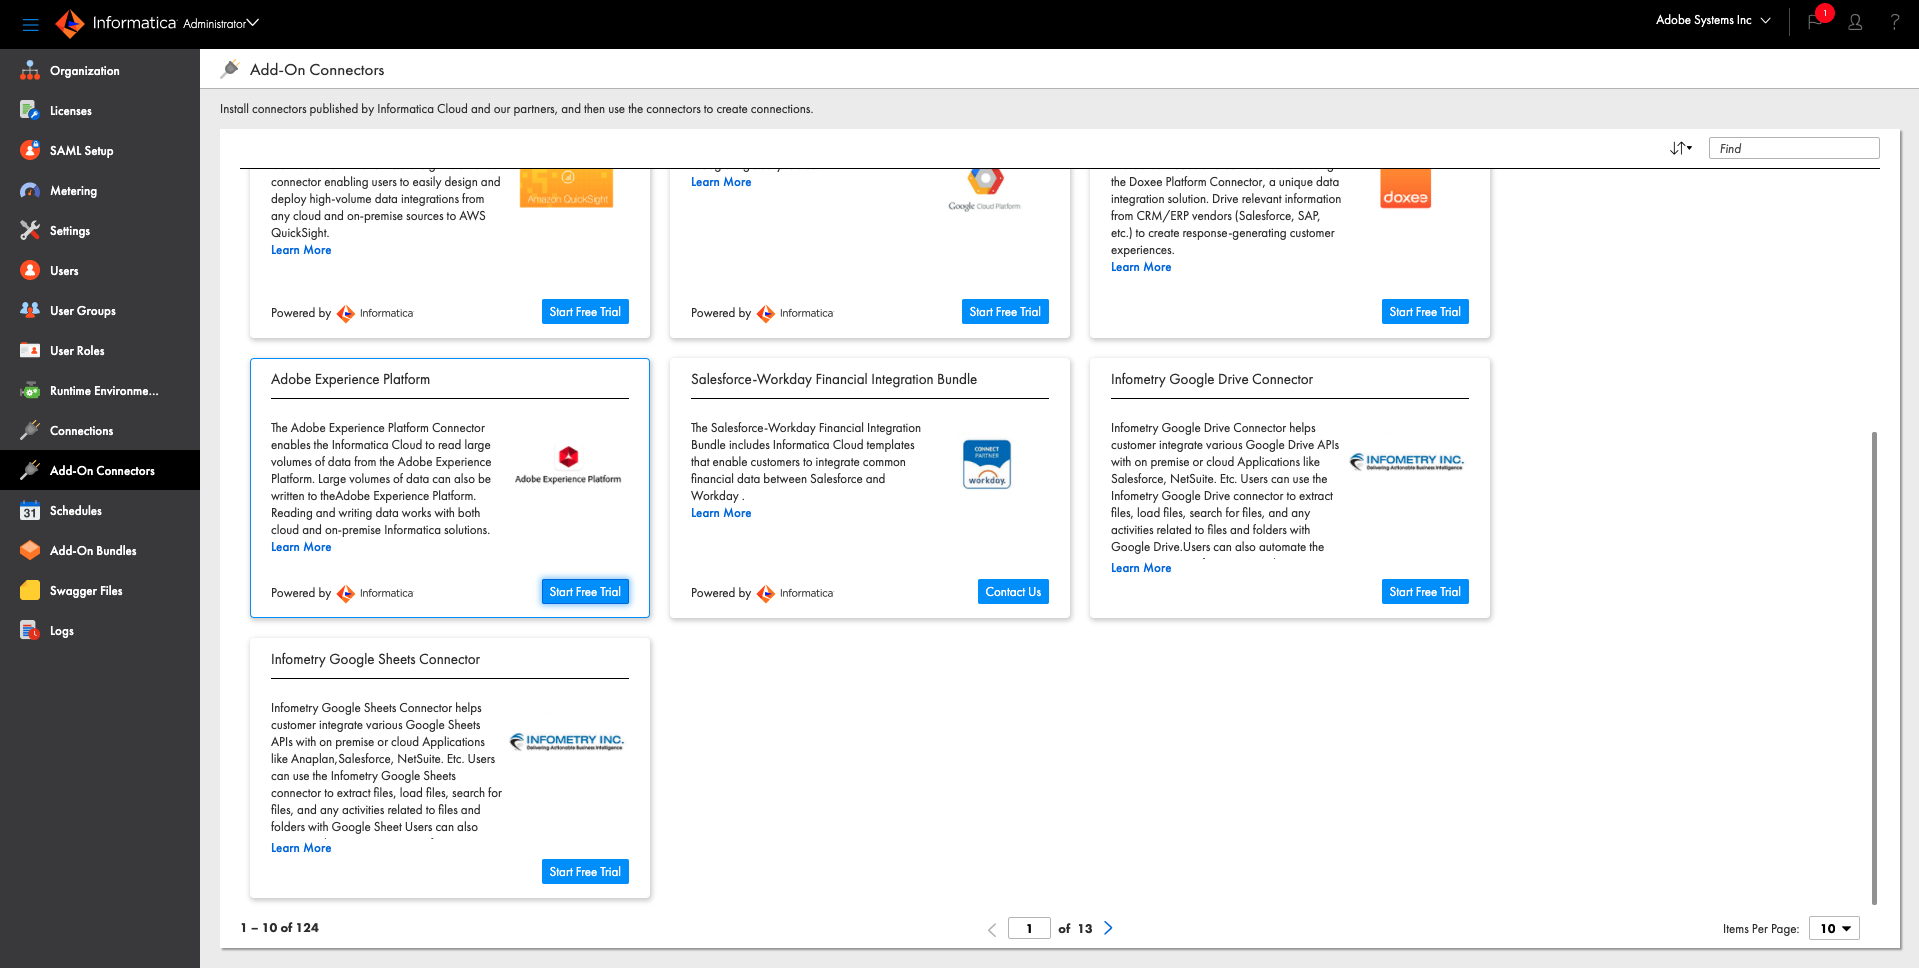 Informatica Administrator
Adobe Systems Inc
1
?
Organization
Licenses
SAML Setup
Metering
Settings
Users
User Groups
User Roles
Runtime Environme...
Connections
Add-On Connectors
31
Schedules
Add-On Bundles
Swagger Files
Logs
Add-On Connectors
Install connectors published by Informatica Cloud and our partners, and then use the connectors to create connections.
Find
connector enabling users to easily design and
deploy high-volume data integrations from
any cloud and on-premise sources to AWS
QuickSight.
Learn More
Amazon QuickSight
Powered by Informatica
Start Free Trial
Learn More
Google Cloud Platform
Powered by Informatica
Start Free Trial
the Doxee Platform Connector, a unique data
integration solution. Drive relevant information
from CRM/ERP vendors (Salesforce, SAP,
etc.) to create response-generating customer
experiences.
Learn More
doxee
Start Free Trial
Adobe Experience Platform
The Adobe Experience Platform Connector
enables the Informatica Cloud to read large
volumes of data from the Adobe Experience
Platform. Large volumes of data can also be
written to theAdobe Experience Platform.
Reading and writing data works with both
cloud and on-premise Informatica solutions.
Learn More
Adobe Experience Platform
Powered by Informatica
Start Free Trial
Salesforce-Workday Financial Integration Bundle
The Salesforce-Workday Financial Integration
Bundle includes Informatica Cloud templates
that enable customers to integrate common
financial data between Salesforce and
Workday .
Learn More
CONNECT
PARTNER
workday.
Powered by Informatica
Contact Us
Infometry Google Drive Connector
Infometry Google Drive Connector helps
customer integrate various Google Drive APIs
with on premise or cloud Applications like
Salesforce, NetSuite. Etc. Users can use the
Infometry Google Drive connector to extract
files, load files, search for files, and any
activities related to files and folders with
Google Drive.Users can also automate the
Learn More
INFOMETRY INC.
Delivering Actionable Business Intelligence
Start Free Trial
Infometry Google Sheets Connector
Infometry Google Sheets Connector helps
customer integrate various Google Sheets
APIs with on premise or cloud Applications
like Anaplan,Salesforce, NetSuite. Etc. Users
can use the Infometry Google Sheets
connector to extract files, load files, search for
files, and any activities related to files and
folders with Google Sheet Users can also
Learn More
INFOMETRY INC.
Delivering Actionable Business Intelligence
Start Free Trial
1 – 10 of 124
1 of 13
Items Per Page: 10